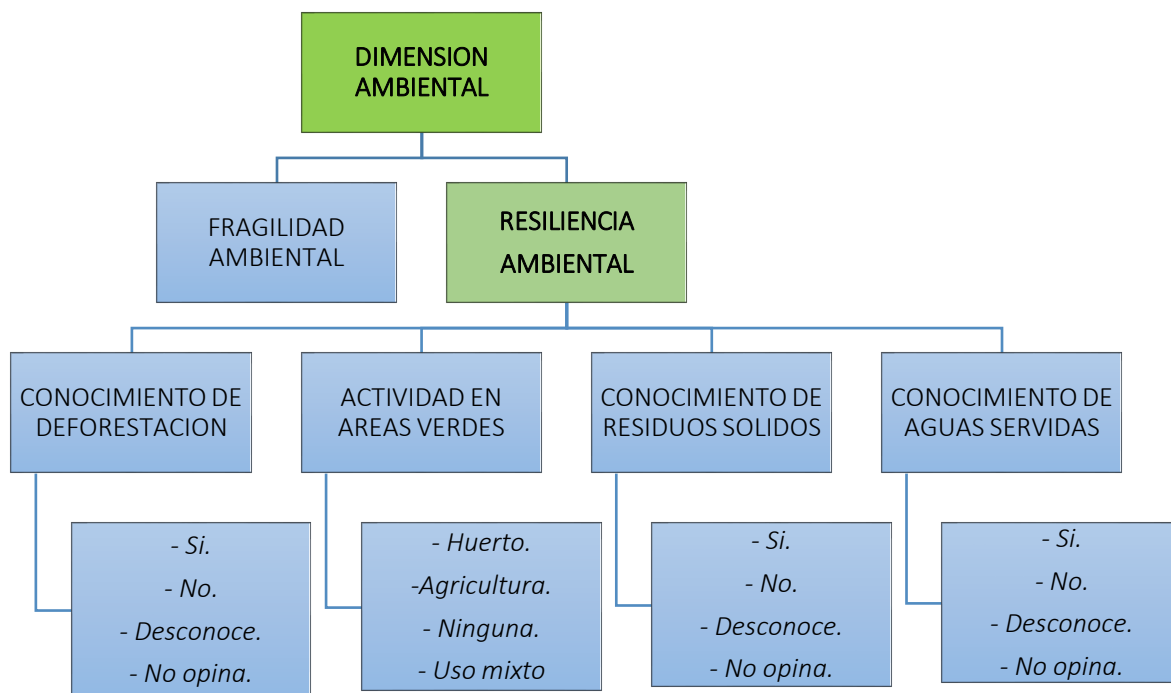 DIMENSION
AMBIENTAL
FRAGILIDAD
AMBIENTAL
RESILIENCIA
AMBIENTAL
CONOCIMIENTO DE
DEFORESTACION
ACTIVIDAD EN
AREAS VERDES
CONOCIMIENTO DE
RESIDUOS SOLIDOS
CONOCIMIENTO DE
AGUAS SERVIDAS
- Si.
- No.
- Desconoce.
- No opina.
- Huerto.
-Agricultura.
- Ninguna.
- Uso mixto
- Si.
- No.
- Desconoce.
- No opina.
- Si.
- No.
- Desconoce.
- No opina.